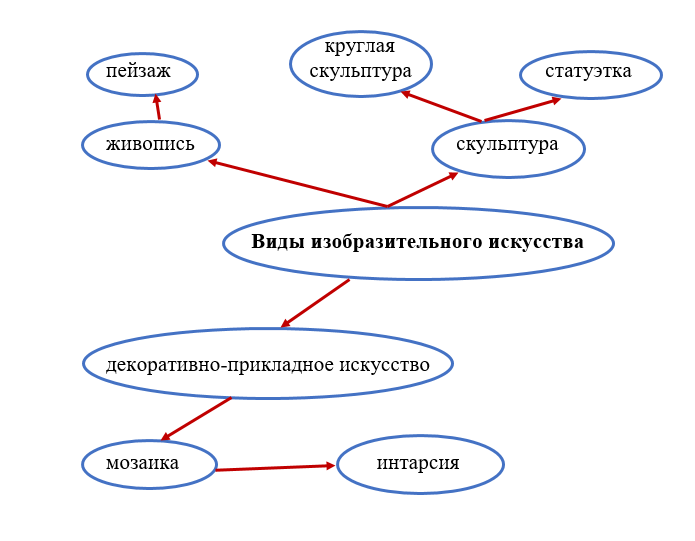 круглая
скульптура
пейзаж
статуэтка
живопись
скульптура
Виды изобразительного искусства
декоративно-прикладное искусство
мозаика
интарсия